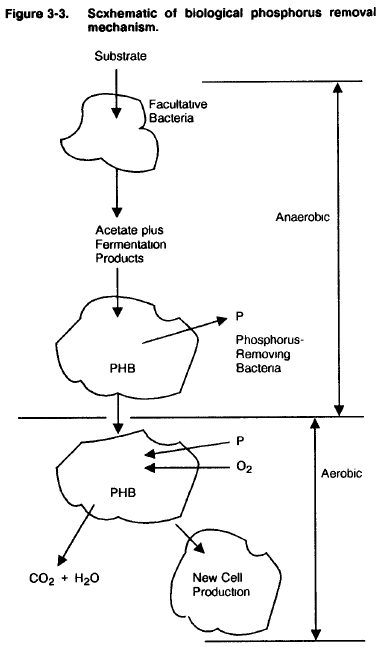 Figure 3-3. Scxhematic of biological phosphorus removal
mechanism.
Substrate
Facultative
Bacteria
Anaerobic
Acetate plus
Fermentation
Products
P
Phosphorus-
Removing
Bacteria
PHB
P
O₂
Aerobic
PHB
CO₂ + H₂O
New Cell
Production